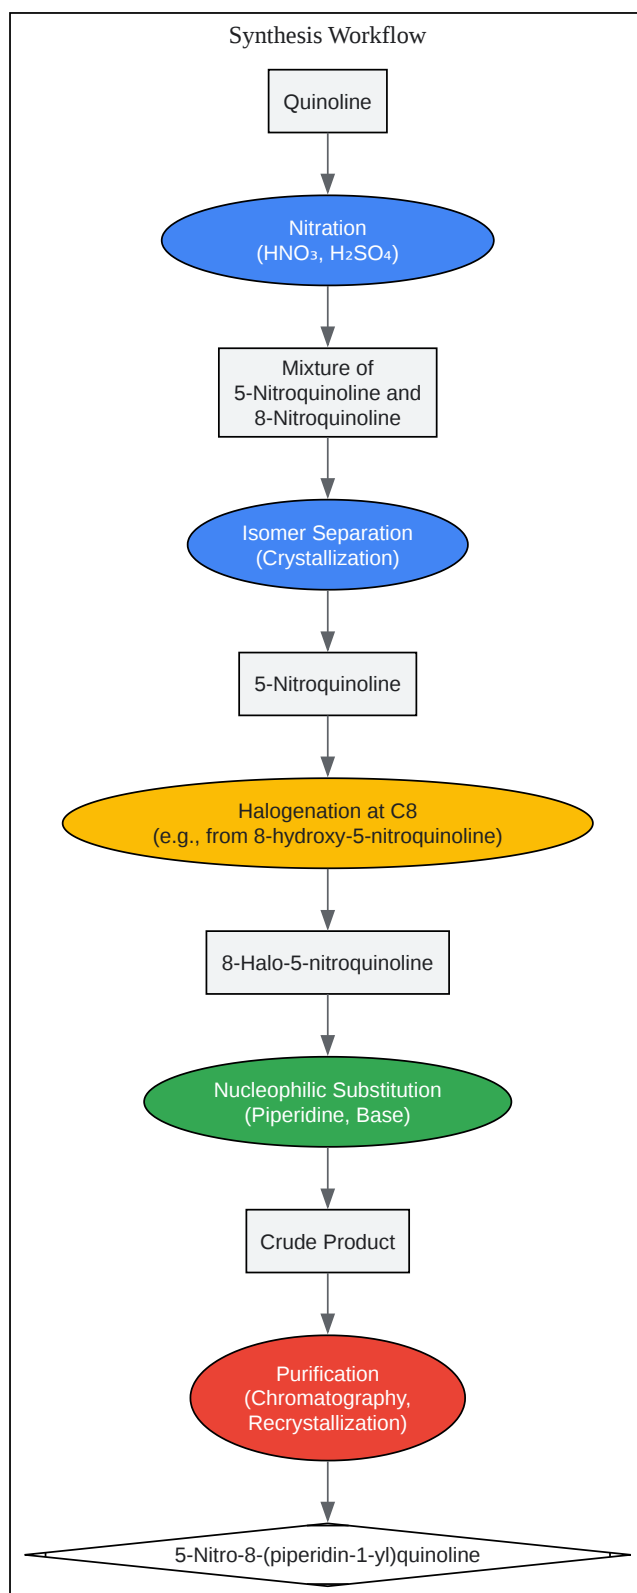 Synthesis Workflow
Quinoline
Nitration
(HNO₃, H₂SO₄)
Mixture of
5-Nitroquinoline and
8-Nitroquinoline
Isomer Separation
(Crystallization)
5-Nitroquinoline
Halogenation at C8
(e.g., from 8-hydroxy-5-nitroquinoline)
8-Halo-5-nitroquinoline
Nucleophilic Substitution
(Piperidine, Base)
Crude Product
Purification
(Chromatography,
Recrystallization)
5-Nitro-8-(piperidin-1-yl)quinoline